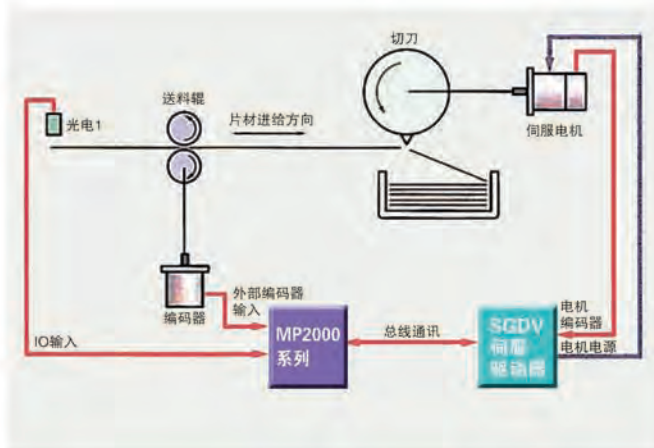 切刀
送料辊
光电1
片材进给方向
伺服电机
编码器
外部编码器
输入
IO输入
MP2000
系列
总线通讯
SGDV
伺服
驱动器
电机
编码器
电机电源